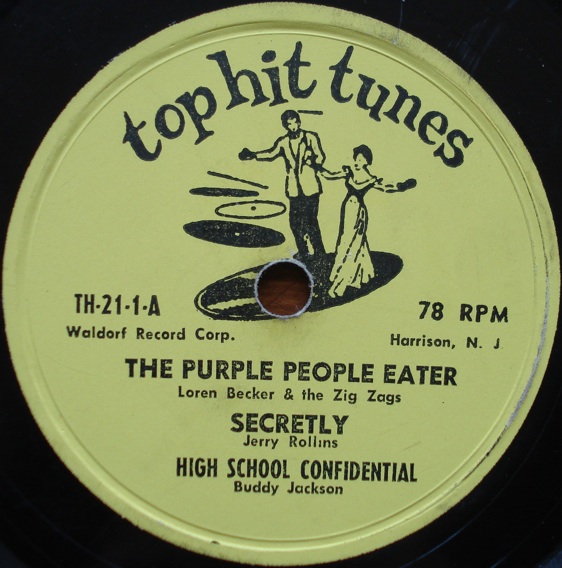 top hit tunes
TH-21-1-A
78 RPM
Waldorf Record Corp.
Harrison, N. J.
THE PURPLE PEOPLE EATER
Loren Becker & the Zig Zags
SECRETLY
Jerry Rollins
HIGH SCHOOL CONFIDENTIAL
Buddy Jackson